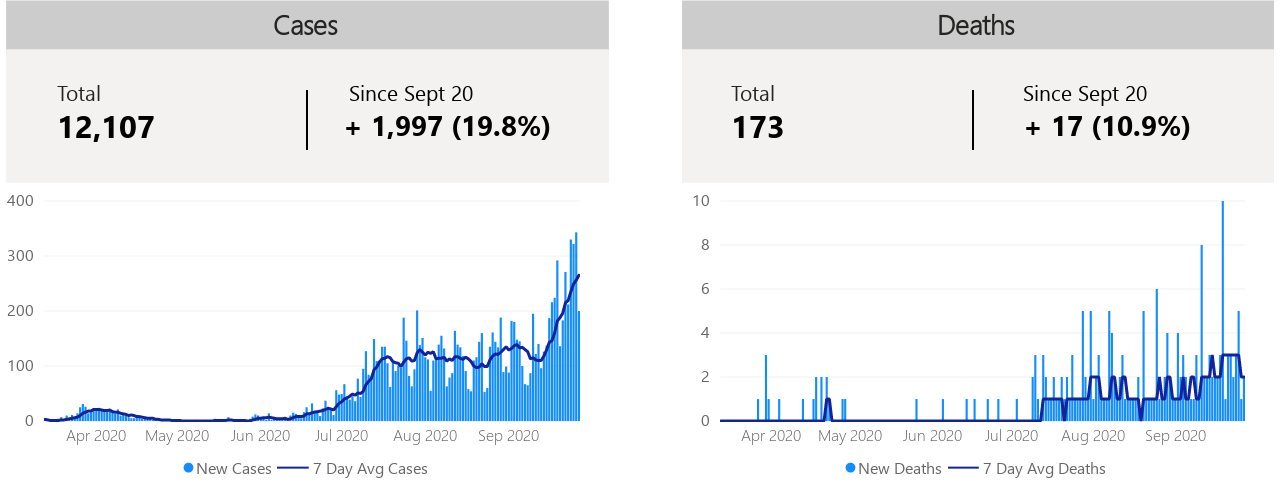 Cases
Total
Since Sept 20
12,107
+ 1,997 (19.8%)
400
300
200
100
0
Apr 2020 May 2020 Jun 2020 Jul 2020 Aug 2020 Sep 2020
New Cases 7 Day Avg Cases
Deaths
Total
Since Sept 20
173
+ 17 (10.9%)
10
8
6
4
2
0
Apr 2020 May 2020 Jun 2020 Jul 2020 Aug 2020 Sep 2020
New Deaths 7 Day Avg Deaths